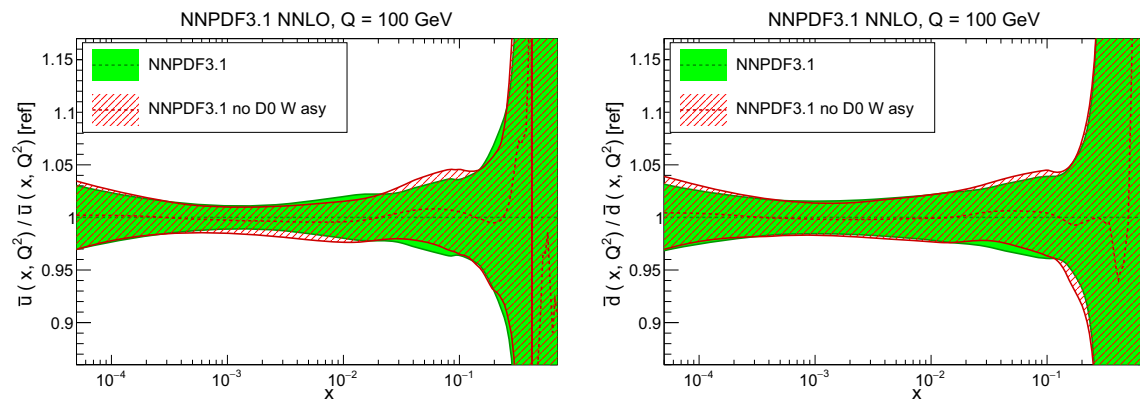 NNPDF3.1 NNLO, Q = 100 GeV
NNPDF3.1
NNPDF3.1 no D0 W asy
1.15
1.1
1.05
1
0.95
0.9
u̅ ( x, Q²) / u̅ ( x, Q²) [ref]
10⁻⁴
10⁻³
10⁻²
10⁻¹
x
NNPDF3.1 NNLO, Q = 100 GeV
NNPDF3.1
NNPDF3.1 no D0 W asy
1.15
1.1
1.05
1
0.95
0.9
d̅ ( x, Q²) / d̅ ( x, Q²) [ref]
10⁻⁴
10⁻³
10⁻²
10⁻¹
x